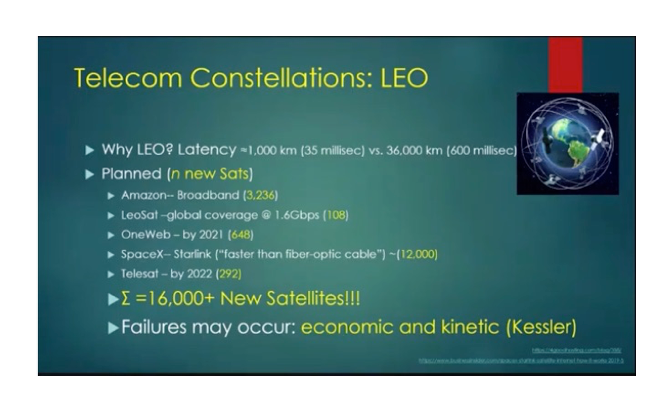 Telecom Constellations: LEO
Why LEO? Latency ≈1,000 km (35 millisec) vs. 36,000 km (600 millisec)
Planned (n new Sats)
Amazon-- Broadband (3,236)
LeoSat –global coverage @ 1.6Gbps (108)
OneWeb – by 2021 (648)
SpaceX-- Starlink ("faster than fiber-optic cable") ~(12,000)
Telesat – by 2022 (292)
Σ =16,000+ New Satellites!!!
Failures may occur: economic and kinetic (Kessler)